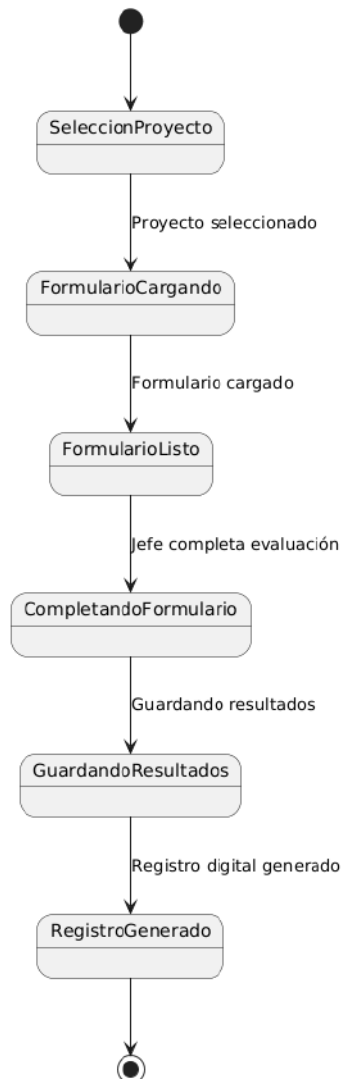 SeleccionProyecto
Proyecto seleccionado
FormularioCargando
Formulario cargado
FormularioListo
Jefe completa evaluación
CompletandoFormulario
Guardando resultados
GuardandoResultados
Registro digital generado
RegistroGenerado